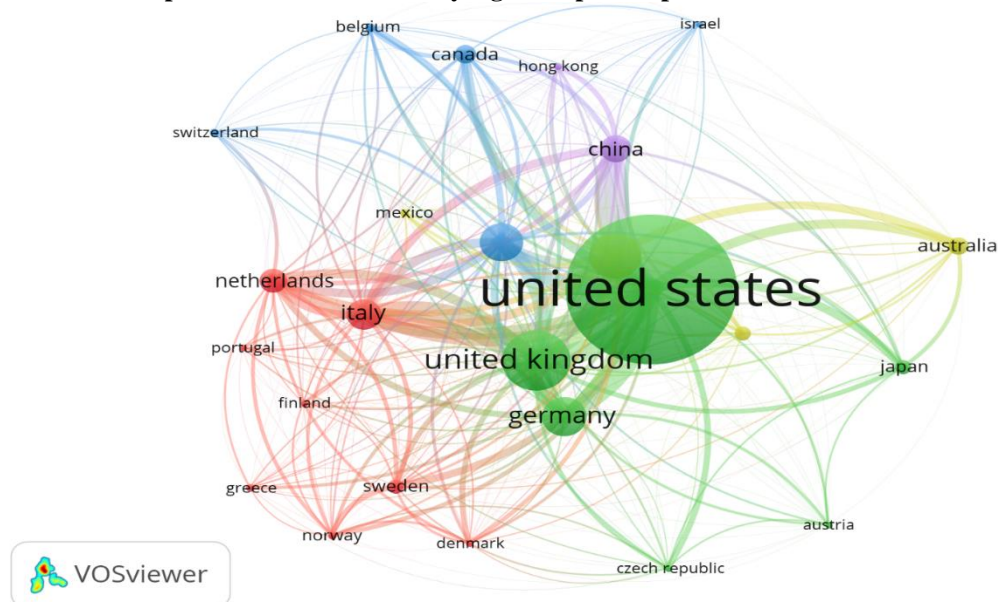 belgium
israel
canada
hong kong
switzerland
china
mexico
australia
netherlands
united states
italy
portugal
united kingdom
japan
finland
germany
greece
sweden
norway
denmark
austria
czech republic
VOSviewer